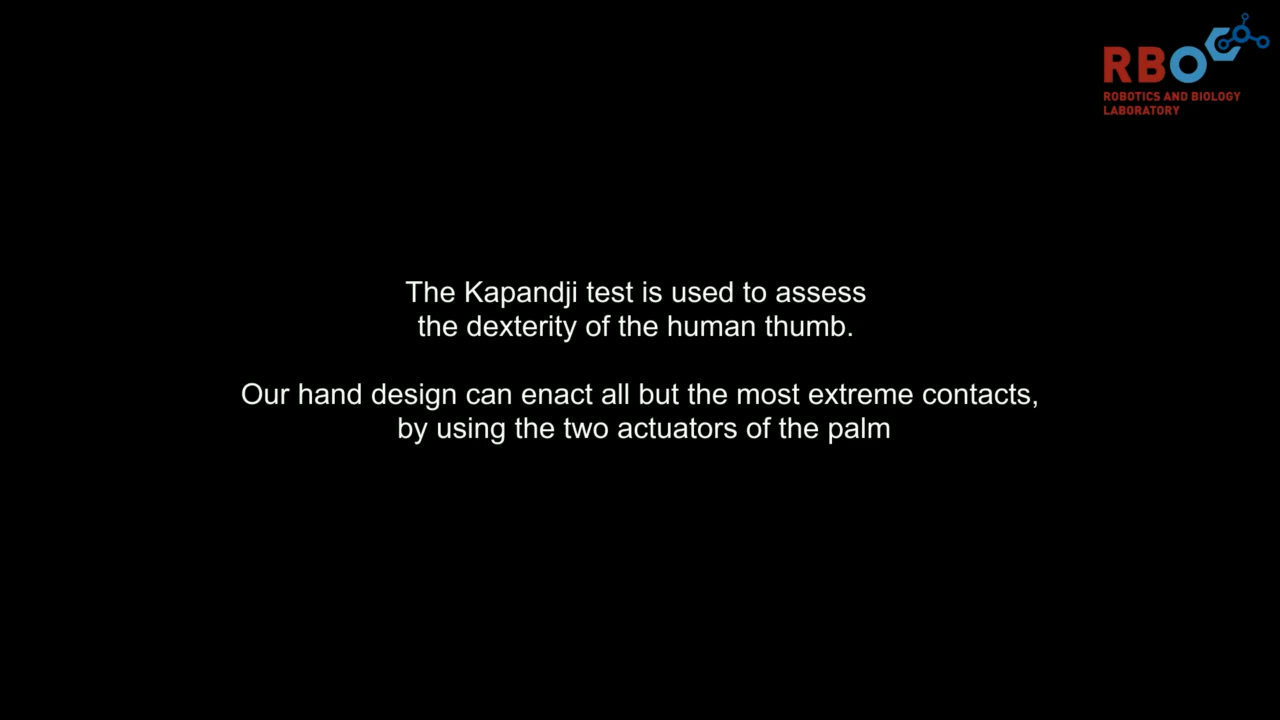 RBO
ROBOTICS AND BIOLOGY
LABORATORY
The Kapandji test is used to assess
the dexterity of the human thumb.
Our hand design can enact all but the most extreme contacts,
by using the two actuators of the palm